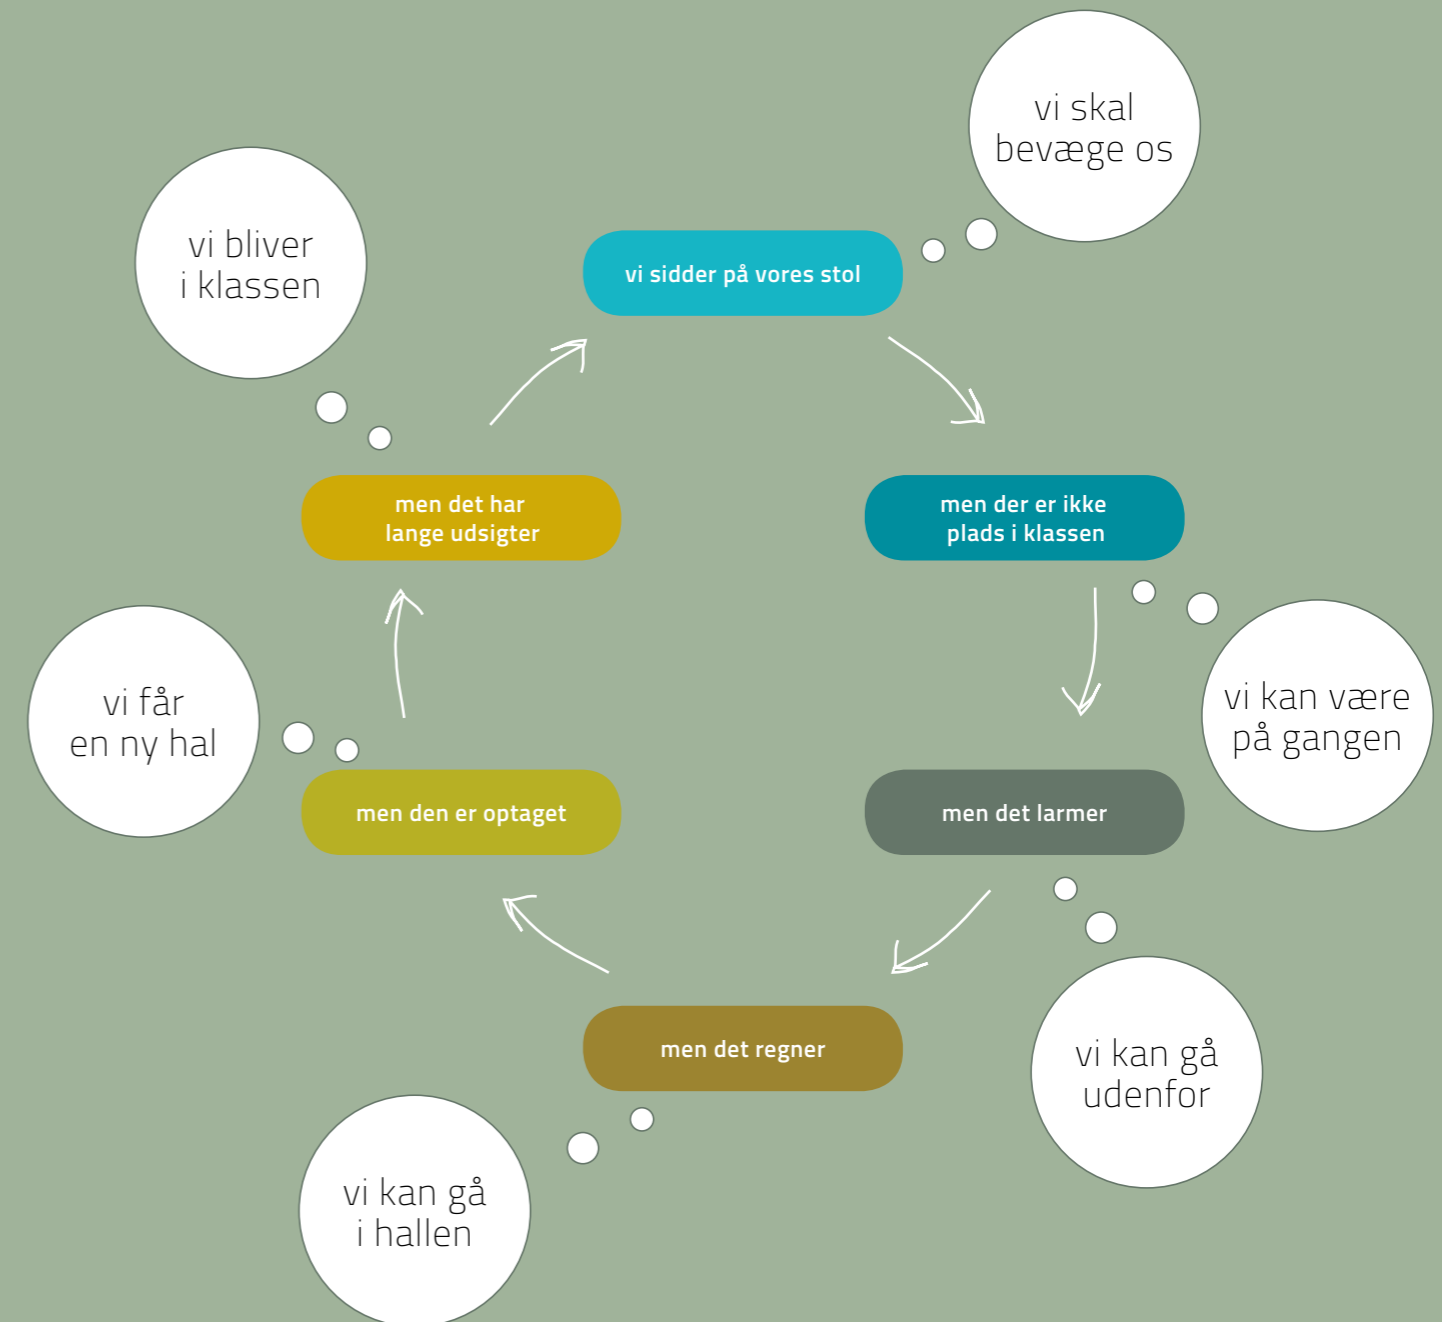 vi sidder på vores stol
vi skal
bevæge os
men der er ikke
plads i klassen
vi kan være
på gangen
men det larmer
vi kan gå
udenfor
men det regner
vi kan gå
i hallen
men den er optaget
vi får
en ny hal
men det har
lange udsigter
vi bliver
i klassen